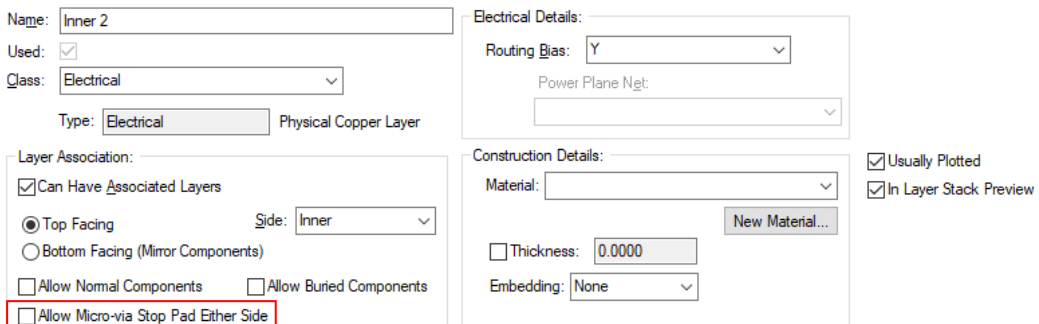 Name: Inner 2
Used:
Class: Electrical
Type: Electrical Physical Copper Layer
Electrical Details:
Routing Bias: Y
Power Plane Net:
Layer Association:
Can Have Associated Layers
Top Facing Side: Inner
Bottom Facing (Mirror Components)
Allow Normal Components Allow Buried Components
Allow Micro-via Stop Pad Either Side
Construction Details:
Material:
New Material...
Thickness: 0.0000
Embedding: None
Usually Plotted
In Layer Stack Preview